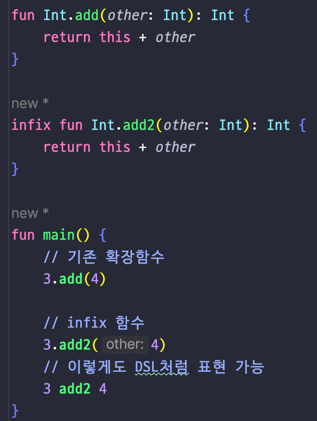 fun Int.add(other: Int): Int {
    return this + other
}
new *
infix fun Int.add2(other: Int): Int {
    return this + other
}
new *
fun main() {
    // 기존 확장함수
    3.add(4)
    // infix 함수
    3.add2( other: 4)
    // 이렇게도 DSL처럼 표현 가능
    3 add2 4
}